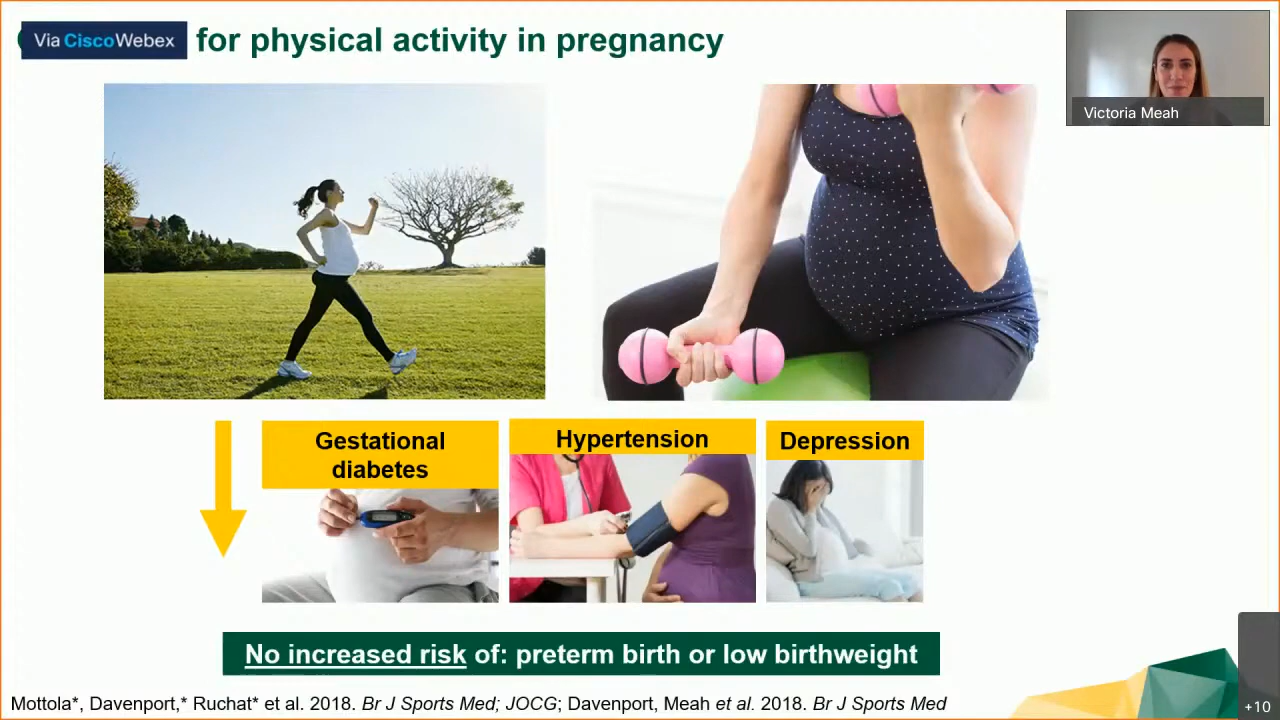 Via Cisco Webex for physical activity in pregnancy
Victoria Meah
Gestational
diabetes
Hypertension
Depression
No increased risk of: preterm birth or low birthweight
Mottola*, Davenport,* Ruchat* et al. 2018. Br J Sports Med; JOCG; Davenport, Meah et al. 2018. Br J Sports Med
+10